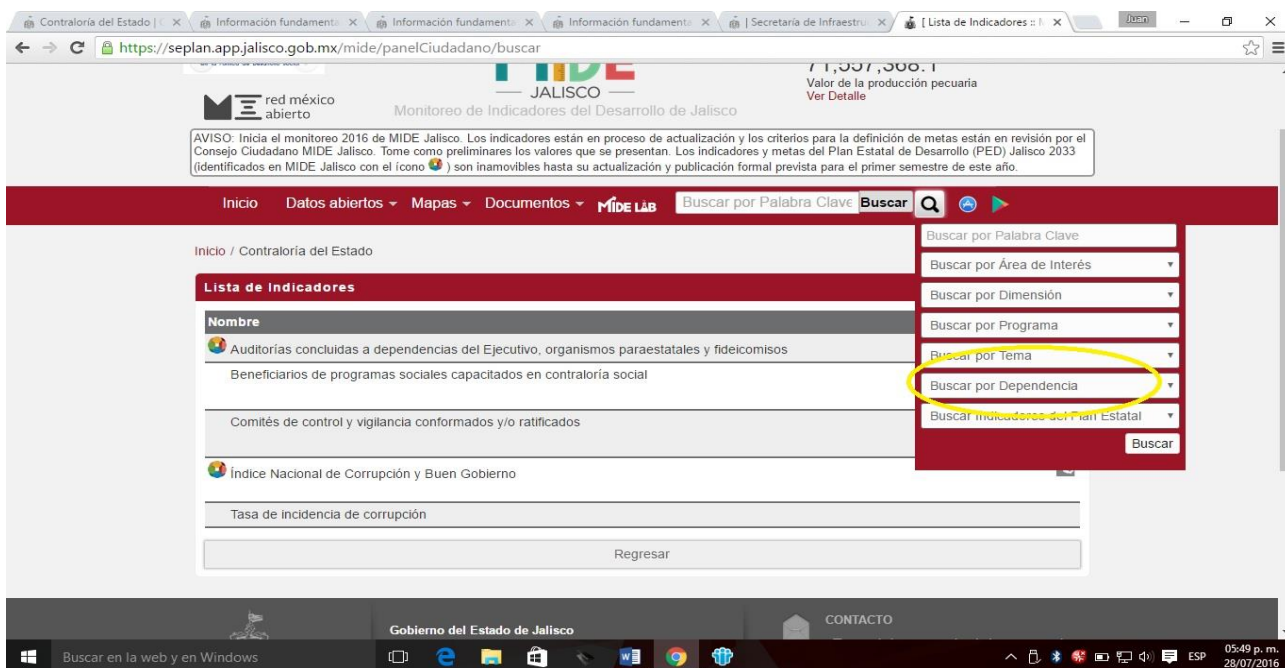 Contraloría del Estado |
Información fundament
Información fundament
Información fundament
| Secretaría de Infraestru
[ Lista de Indicadores ::
Juan
https://seplan.app.jalisco.gob.mx/mide/panelCiudadano/buscar
red méxico
abierto
MIDE
JALISCO
Monitoreo de Indicadores del Desarrollo de Jalisco
71,557,368.1
Valor de la producción pecuaria
Ver Detalle
AVISO: Inicia el monitoreo 2016 de MIDE Jalisco. Los indicadores están en proceso de actualización y los criterios para la definición de metas están en revisión por el
Consejo Ciudadano MIDE Jalisco. Tome como preliminares los valores que se presentan. Los indicadores y metas del Plan Estatal de Desarrollo (PED) Jalisco 2033
(identificados en MIDE Jalisco con el ícono ) son inamovibles hasta su actualización y publicación formal prevista para el primer semestre de este año.
Inicio Datos abiertos Mapas Documentos MIDE LAB Buscar por Palabra Clave Buscar
Inicio / Contraloría del Estado
Lista de Indicadores
Nombre
Auditorías concluidas a dependencias del Ejecutivo, organismos paraestatales y fideicomisos
Beneficiarios de programas sociales capacitados en contraloría social
Comités de control y vigilancia conformados y/o ratificados
Índice Nacional de Corrupción y Buen Gobierno
Tasa de incidencia de corrupción
Regresar
Buscar por Palabra Clave
Buscar por Área de Interés
Buscar por Dimensión
Buscar por Programa
Buscar por Tema
Buscar por Dependencia
Buscar Indicadores del Plan Estatal
Buscar
Gobierno del Estado de Jalisco
CONTACTO
Buscar en la web y en Windows
ESP
05:49 p. m.